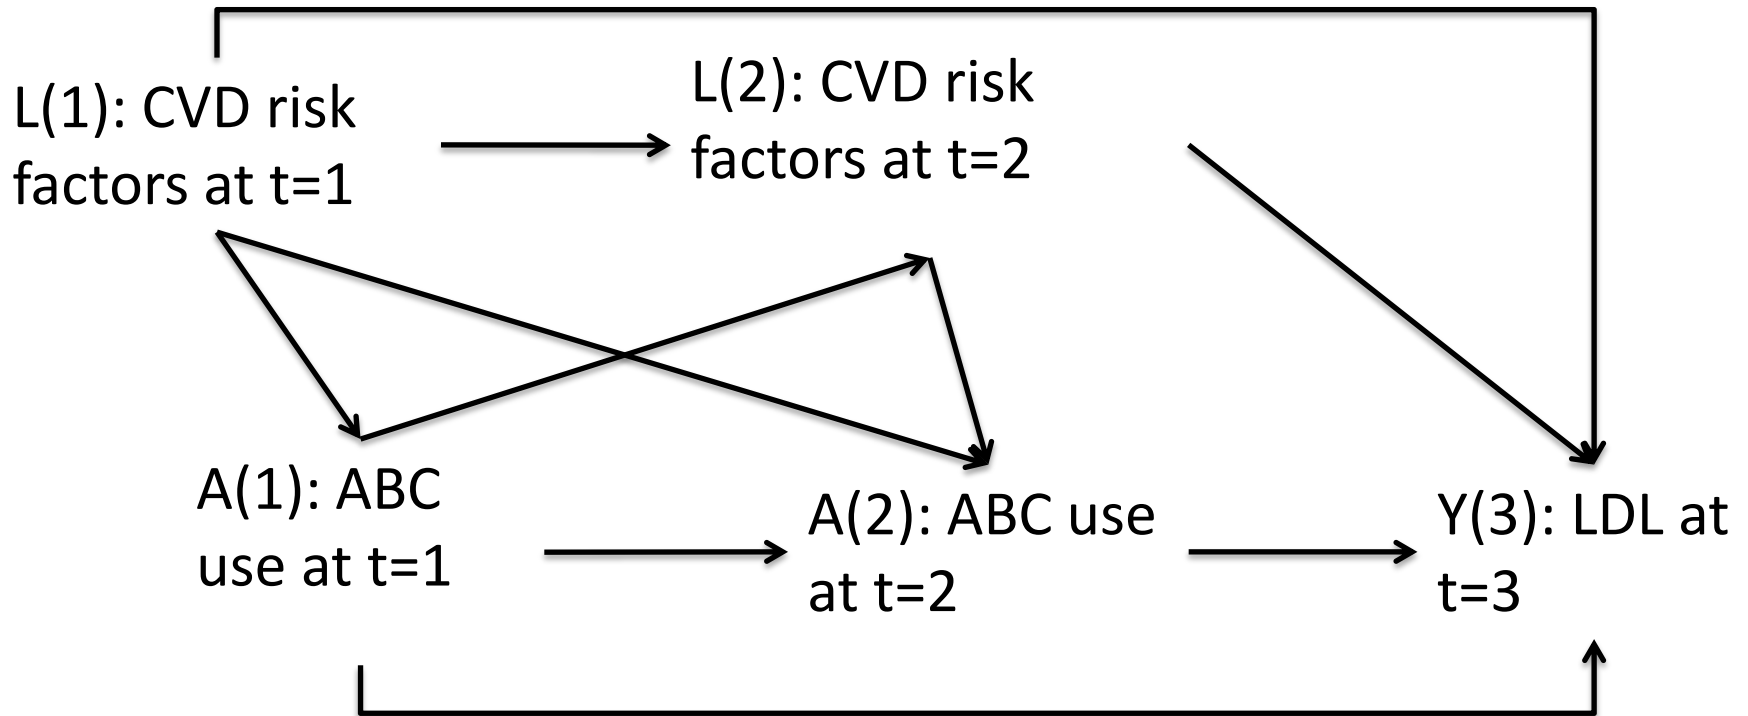 L(1): CVD risk
factors at t=1
L(2): CVD risk
factors at t=2
A(1): ABC
use at t=1
A(2): ABC use
at t=2
Y(3): LDL at
t=3